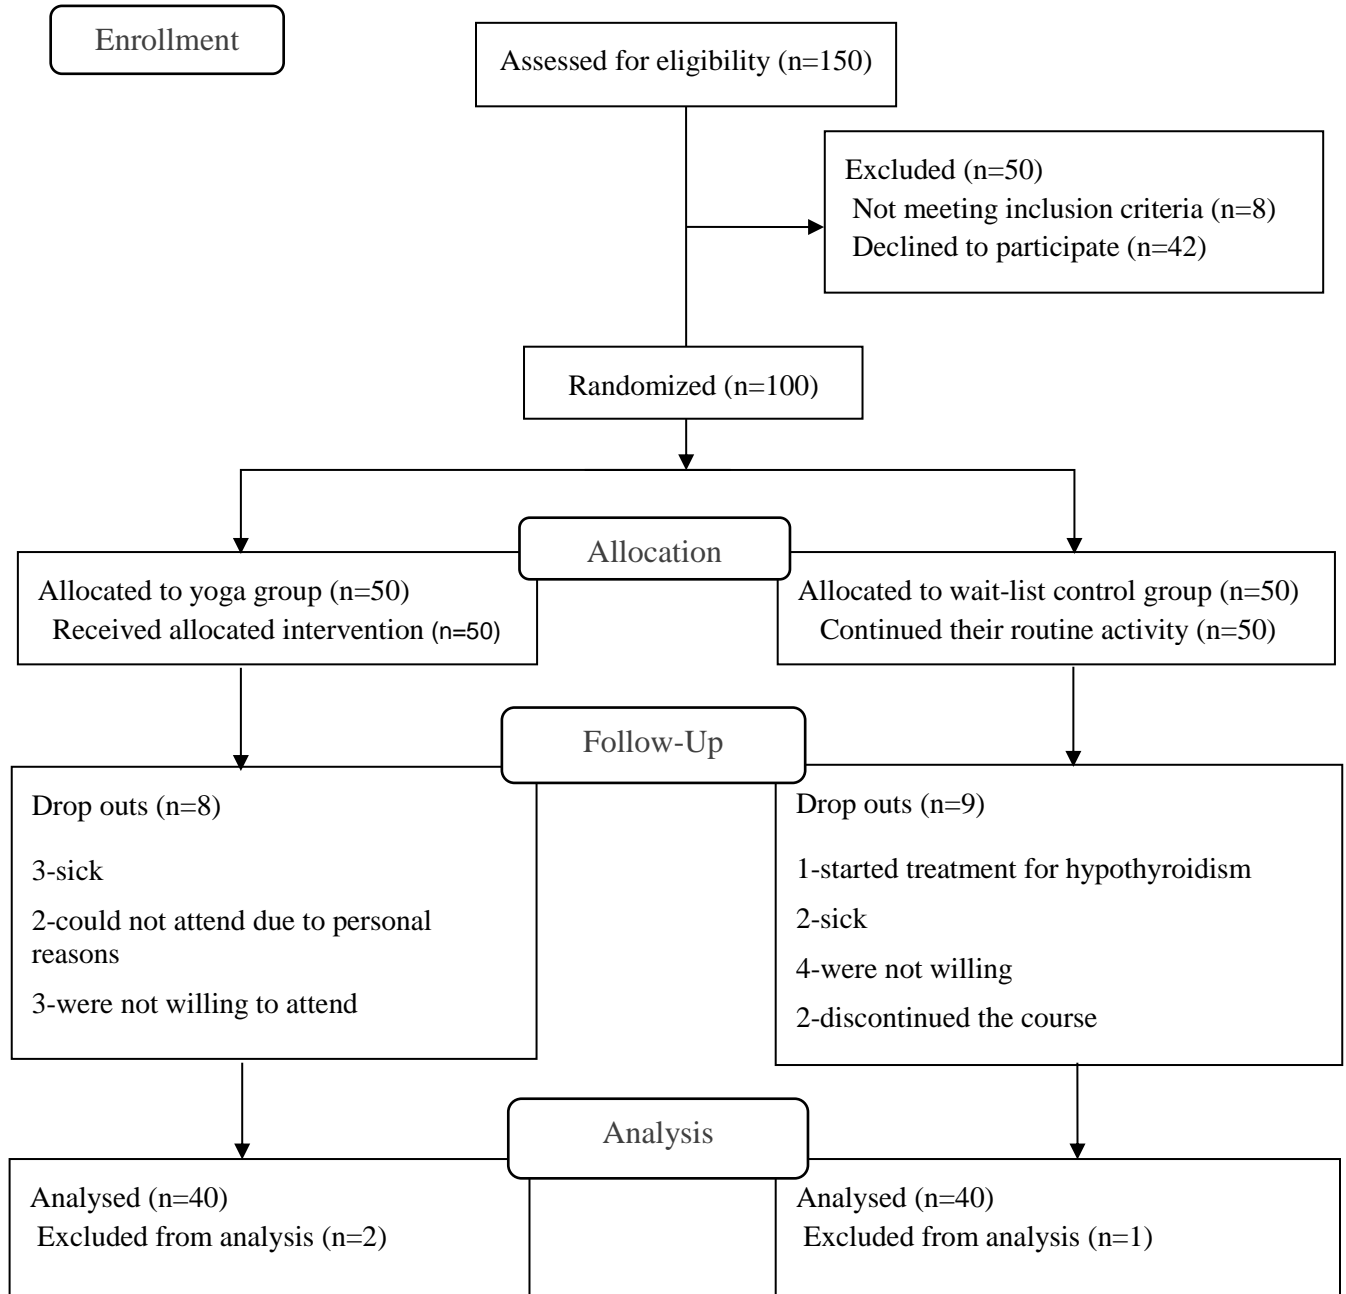 Enrollment
Assessed for eligibility (n=150)
Excluded (n=50)
Not meeting inclusion criteria (n=8)
Declined to participate (n=42)
Randomized (n=100)
Allocation
Allocated to yoga group (n=50)
Received allocated intervention (n=50)
Allocated to wait-list control group (n=50)
Continued their routine activity (n=50)
Follow-Up
Drop outs (n=8)
3-sick
2-could not attend due to personal
reasons
3-were not willing to attend
Drop outs (n=9)
1-started treatment for hypothyroidism
2-sick
4-were not willing
2-discontinued the course
Analysis
Analysed (n=40)
Excluded from analysis (n=2)
Analysed (n=40)
Excluded from analysis (n=1)